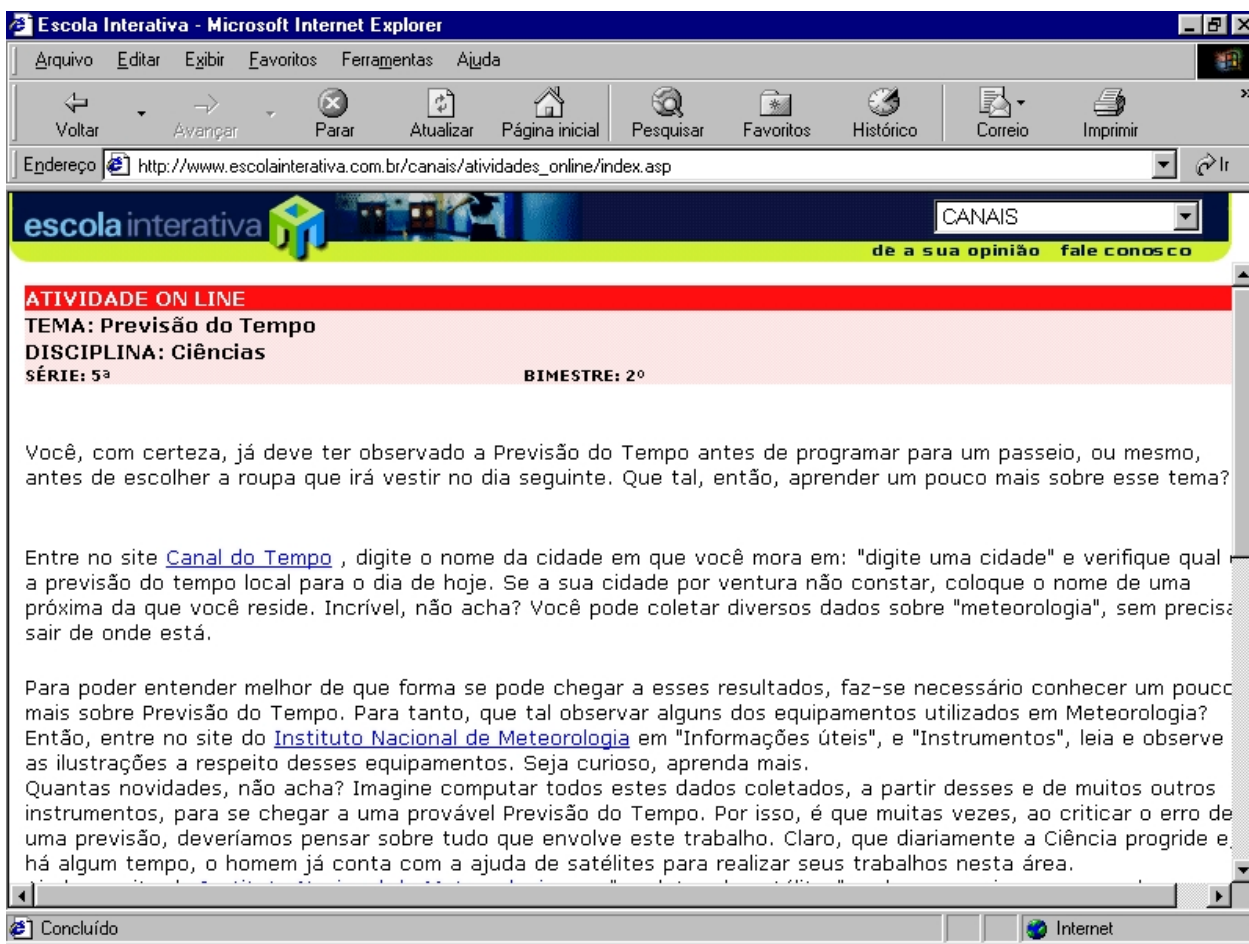 Escola Interativa - Microsoft Internet Explorer
Arquivo Editar Exibir Favoritos Ferramentas Ajuda
Voltar Avançar Parar Atualizar Página inicial Pesquisar Favoritos Histórico Correio Imprimir
Endereço http://www.escolainterativa.com.br/canais/atividades_online/index.asp Ir
escola interativa CANAIS
dê a sua opinião fale conosco
ATIVIDADE ON LINE
TEMA: Previsão do Tempo
DISCIPLINA: Ciências
SÉRIE: 5ª BIMESTRE: 2º
Você, com certeza, já deve ter observado a Previsão do Tempo antes de programar para um passeio, ou mesmo,
antes de escolher a roupa que irá vestir no dia seguinte. Que tal, então, aprender um pouco mais sobre esse tema?
Entre no site Canal do Tempo , digite o nome da cidade em que você mora em: "digite uma cidade" e verifique qual
a previsão do tempo local para o dia de hoje. Se a sua cidade por ventura não constar, coloque o nome de uma
próxima da que você reside. Incrível, não acha? Você pode coletar diversos dados sobre "meteorologia", sem precisa
sair de onde está.
Para poder entender melhor de que forma se pode chegar a esses resultados, faz-se necessário conhecer um pouco
mais sobre Previsão do Tempo. Para tanto, que tal observar alguns dos equipamentos utilizados em Meteorologia?
Então, entre no site do Instituto Nacional de Meteorologia em "Informações úteis", e "Instrumentos", leia e observe
as ilustrações a respeito desses equipamentos. Seja curioso, aprenda mais.
Quantas novidades, não acha? Imagine computar todos estes dados coletados, a partir desses e de muitos outros
instrumentos, para se chegar a uma provável Previsão do Tempo. Por isso, é que muitas vezes, ao criticar o erro de
uma previsão, deveríamos pensar sobre tudo que envolve este trabalho. Claro, que diariamente a Ciência progride e,
há algum tempo, o homem já conta com a ajuda de satélites para realizar seus trabalhos nesta área.
Concluído Internet